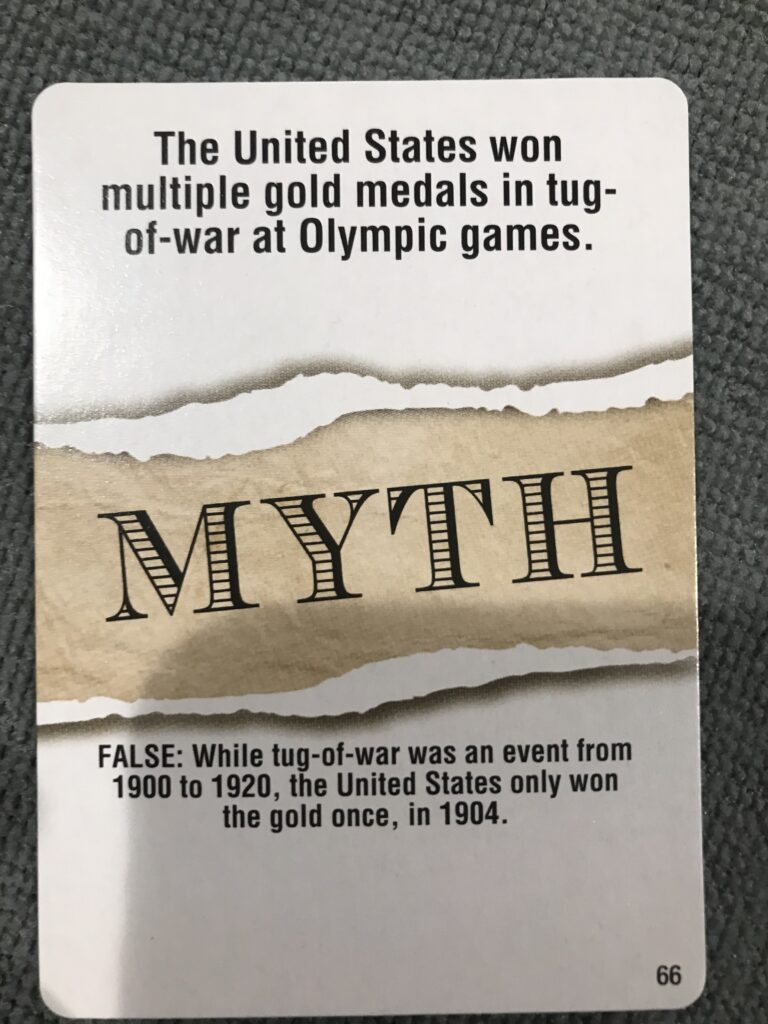 The United States won
multiple gold medals in tug-
of-war at Olympic games.
MYTH
FALSE: While tug-of-war was an event from
1900 to 1920, the United States only won
the gold once, in 1904.
66